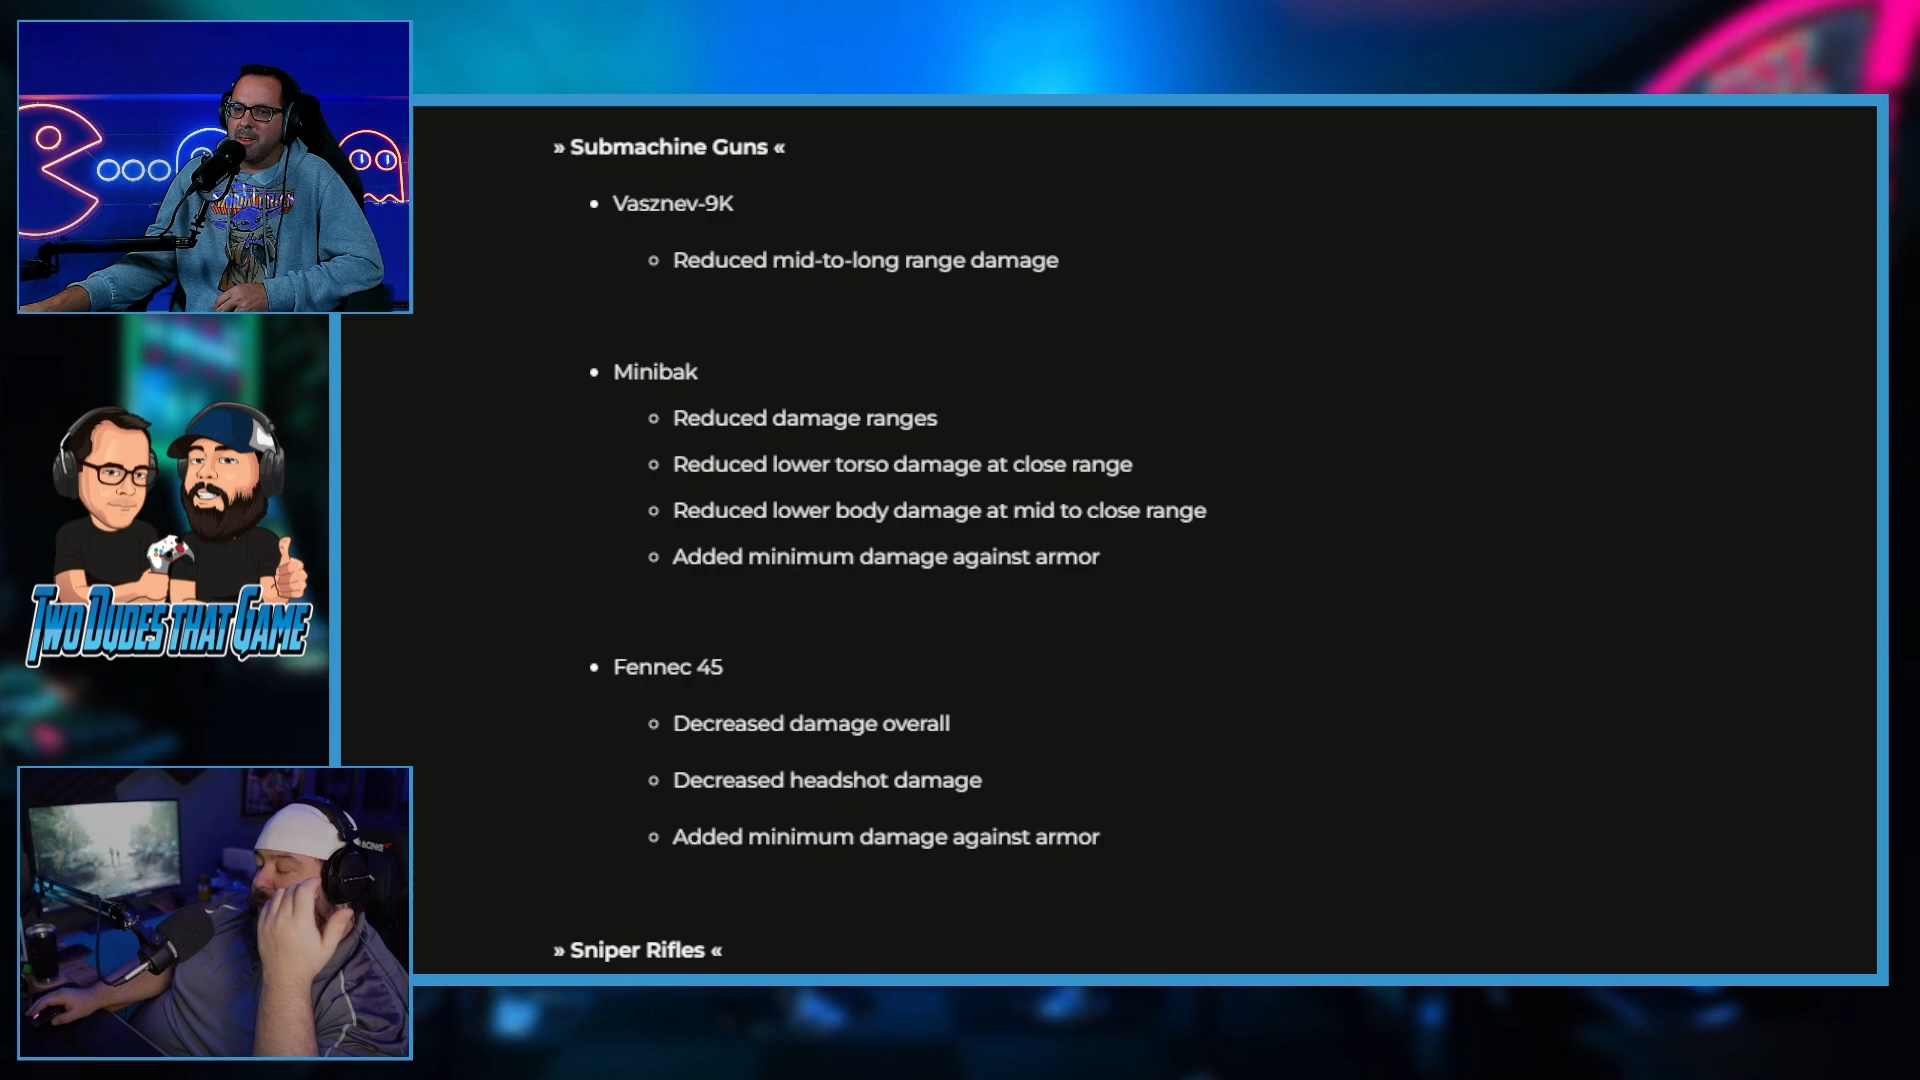 » Submachine Guns «
• Vasznev-9K
Reduced mid-to-long range damage
• Minibak
Reduced damage ranges
Reduced lower torso damage at close range
Reduced lower body damage at mid to close range
Added minimum damage against armor
• Fennec 45
Decreased damage overall
Decreased headshot damage
Added minimum damage against armor
» Sniper Rifles «
TWO DUDES THAT GAME